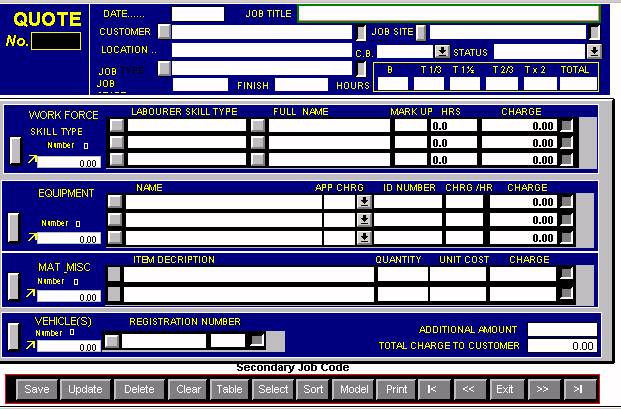 QUOTE DATE...... JOB TITLE
No. CUSTOMER JOB SITE
LOCATION .. C.B. STATUS
JOB TYPE B T 1/3 T 1½ T 2/3 T x 2 TOTAL
JOB FINISH HOURS
WORK FORCE LABOURER SKILL TYPE FULL NAME MARK UP HRS CHARGE
SKILL TYPE 0.0 0.00
Number 0 0.0 0.00
0.00 0.0 0.00
EQUIPMENT NAME APP CHRG ID NUMBER CHRG /HR CHARGE
0.00
Number 0 0.00
0.00 0.00
MAT_MISC ITEM DECRIPTION QUANTITY UNIT COST CHARGE
Number 0
0.00
VEHICLE(S) REGISTRATION NUMBER
Number 0 ADDITIONAL AMOUNT
0.00 TOTAL CHARGE TO CUSTOMER 0.00
Secondary Job Code
Save Update Delete Clear Table Select Sort Model Print I< << Exit >> >I